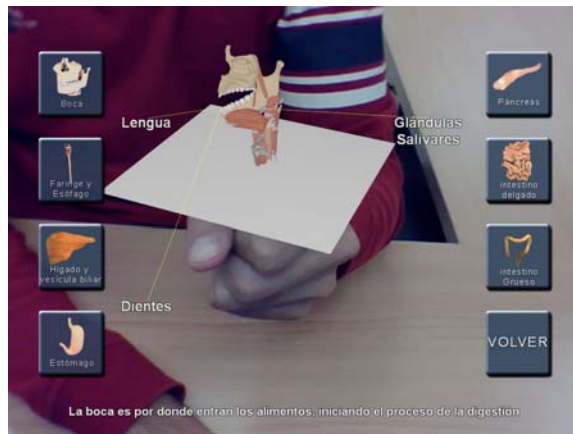 Boca
Lengua
Faringe y
Esófago
Hígado y
vesícula biliar
Dientes
Estómago
Glándulas
Salivares
Páncreas
Intestino
delgado
Intestino
Grueso
VOLVER
La boca es por donde entran los alimentos, iniciando el proceso de la digestión